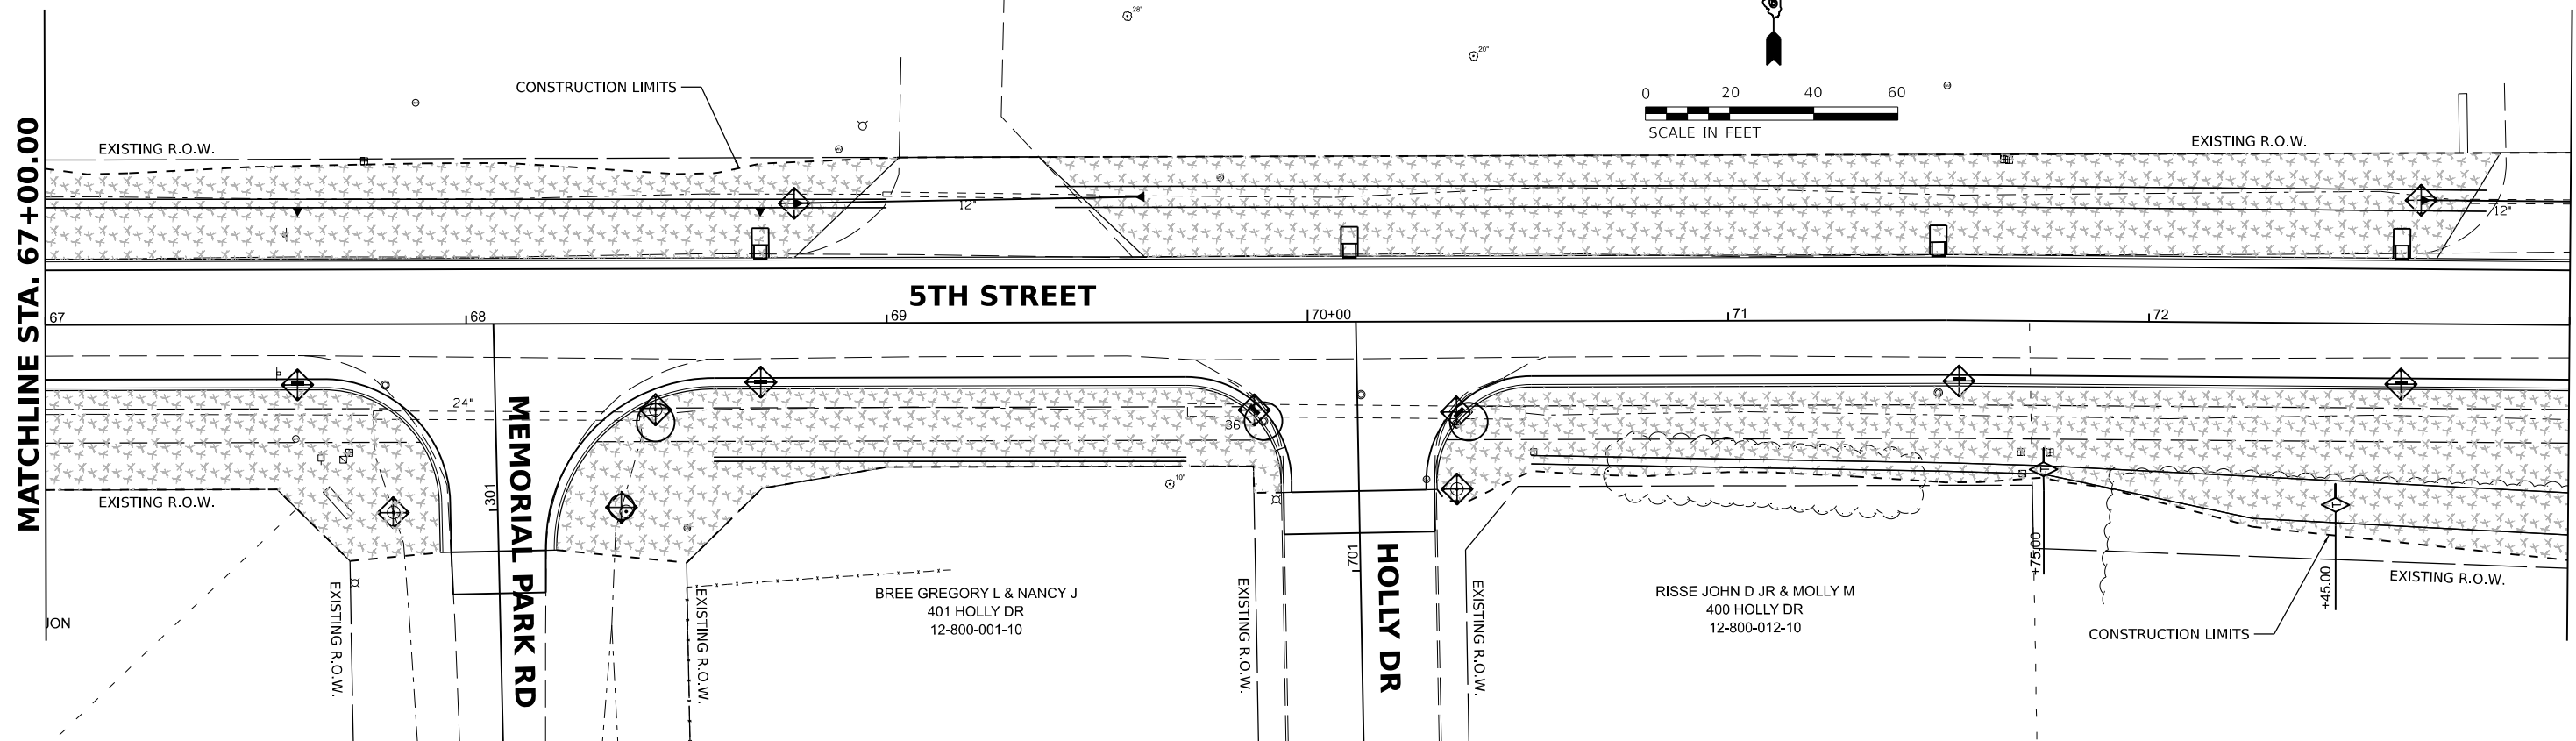 28"
20"
CONSTRUCTION LIMITS
0 20 40 60
SCALE IN FEET
EXISTING R.O.W.
EXISTING R.O.W.
MATCHLINE STA. 67+00.00
12"
12"
5TH STREET
67 68 69 70+00 71 72
24"
36"
10"
EXISTING R.O.W.
301
MEMORIAL PARK RD
701
HOLLY DR
EXISTING R.O.W.
EXISTING R.O.W.
EXISTING R.O.W.
EXISTING R.O.W.
BREE GREGORY L & NANCY J
401 HOLLY DR
12-800-001-10
RISSE JOHN D JR & MOLLY M
400 HOLLY DR
12-800-012-10
+75.00
T
T
+45.00
EXISTING R.O.W.
CONSTRUCTION LIMITS